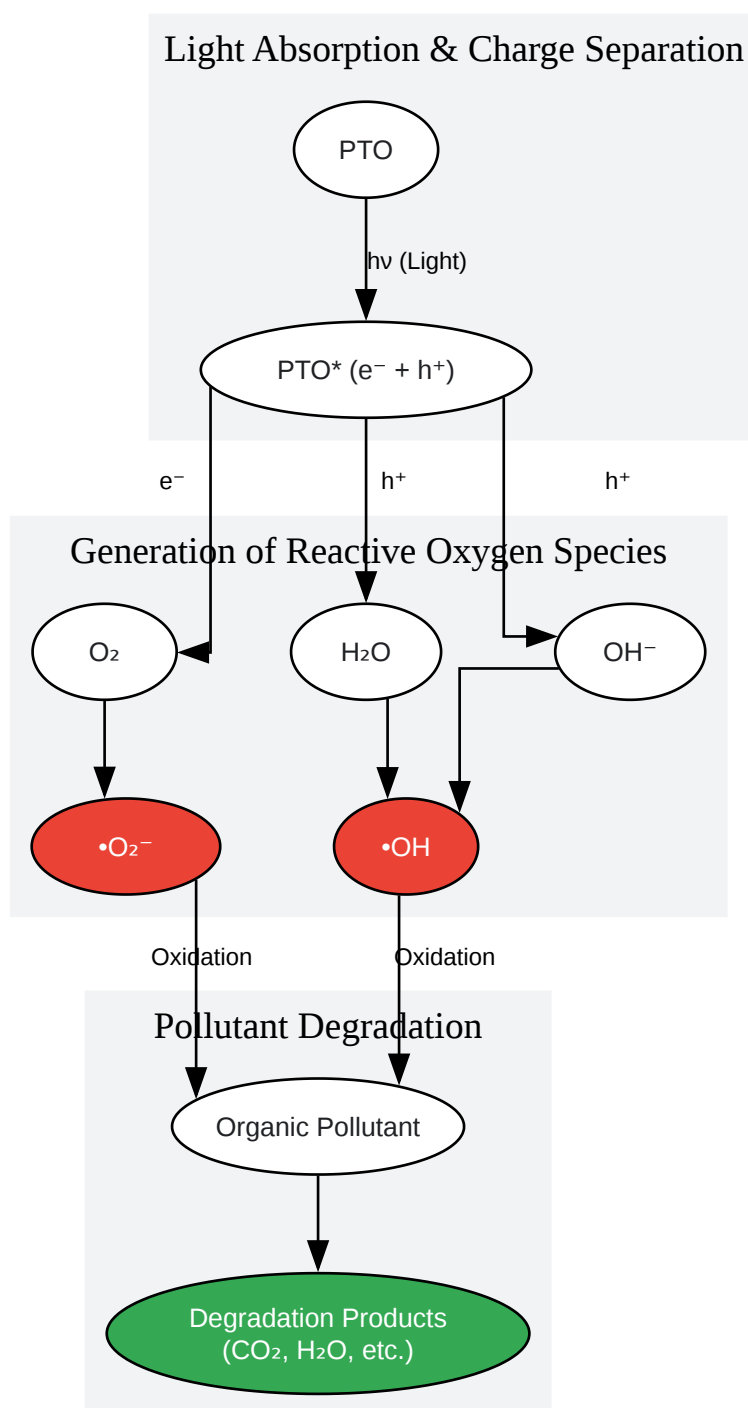 Light Absorption & Charge Separation
PTO
hν (Light)
PTO* (e⁻ + h⁺)
e⁻
h⁺
h⁺
Generation of Reactive Oxygen Species
O₂
H₂O
OH⁻
•O₂⁻
•OH
Oxidation
Oxidation
Pollutant Degradation
Organic Pollutant
Degradation Products
(CO₂, H₂O, etc.)